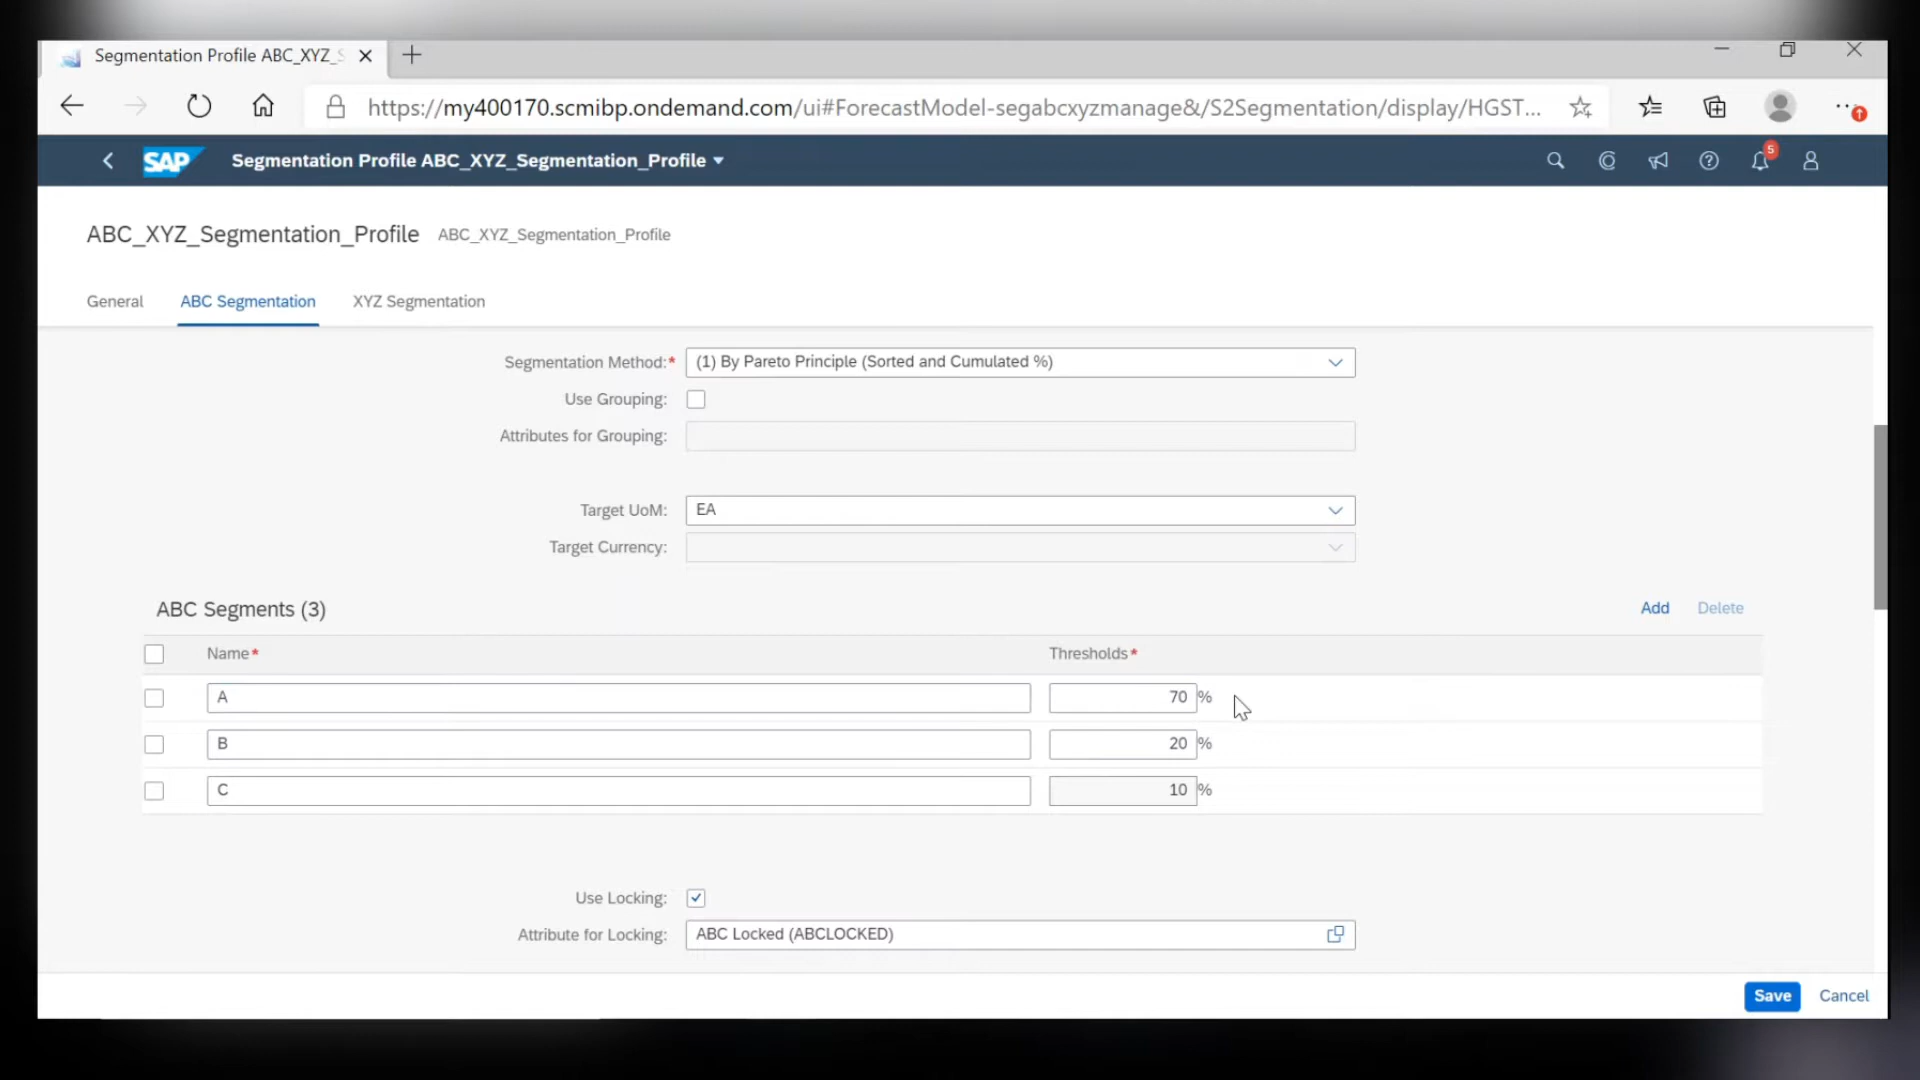 Segmentation Profile ABC_XYZ_S
https://my400170.scmibp.ondemand.com/ui#ForecastModel-segabcxyzmanage&/S2Segmentation/display/HGST...
SAP Segmentation Profile ABC_XYZ_Segmentation_Profile
5
ABC_XYZ_Segmentation_Profile ABC_XYZ_Segmentation_Profile
General ABC Segmentation XYZ Segmentation
Segmentation Method:* (1) By Pareto Principle (Sorted and Cumulated %)
Use Grouping:
Attributes for Grouping:
Target UoM: EA
Target Currency:
ABC Segments (3) Add Delete
Name* Thresholds*
A 70 %
B 20 %
C 10 %
Use Locking:
Attribute for Locking: ABC Locked (ABCLOCKED)
Save Cancel